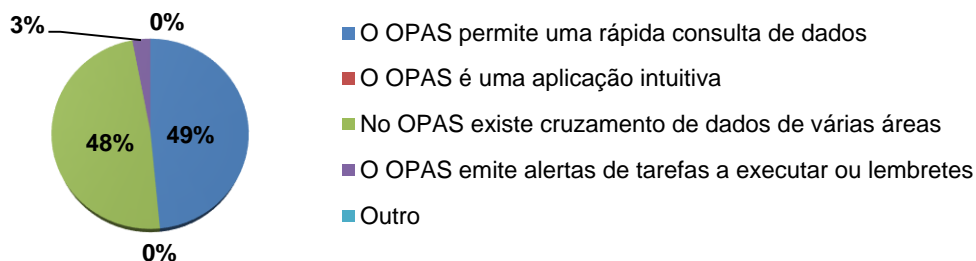 3%
0%
48%
49%
0%
O OPAS permite uma rápida consulta de dados
O OPAS é uma aplicação intuitiva
No OPAS existe cruzamento de dados de várias áreas
O OPAS emite alertas de tarefas a executar ou lembretes
Outro